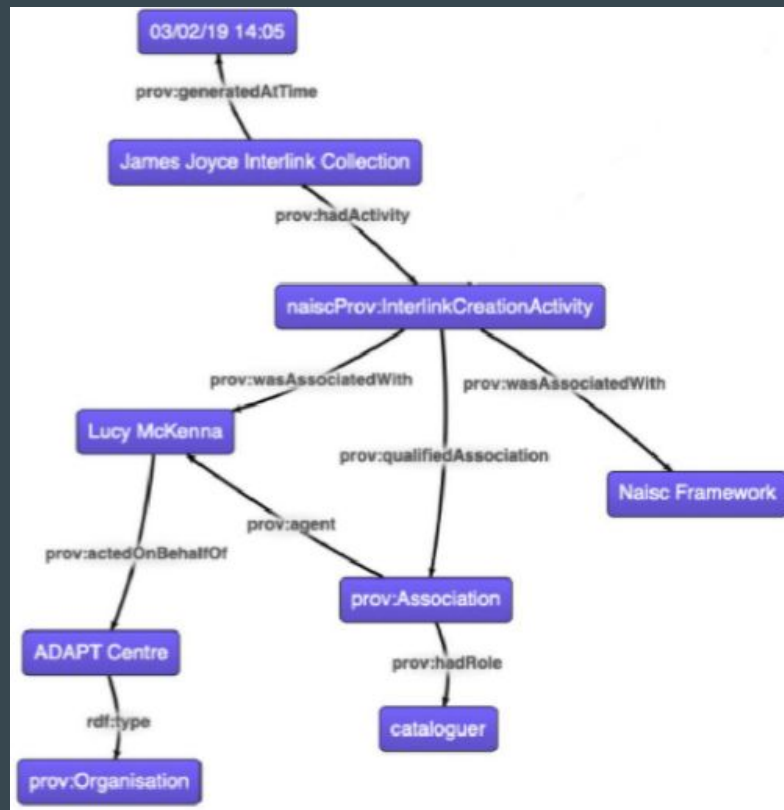 03/02/19 14:05
prov:generatedAtTime
James Joyce Interlink Collection
prov:hadActivity
naiscProv:InterlinkCreationActivity
prov:wasAssociatedWith
prov:wasAssociatedWith
Lucy McKenna
prov:qualifiedAssociation
Naisc Framework
prov:agent
prov:actedOnBehalfOf
prov:Association
ADAPT Centre
prov:hadRole
rdf:type
cataloguer
prov:Organisation